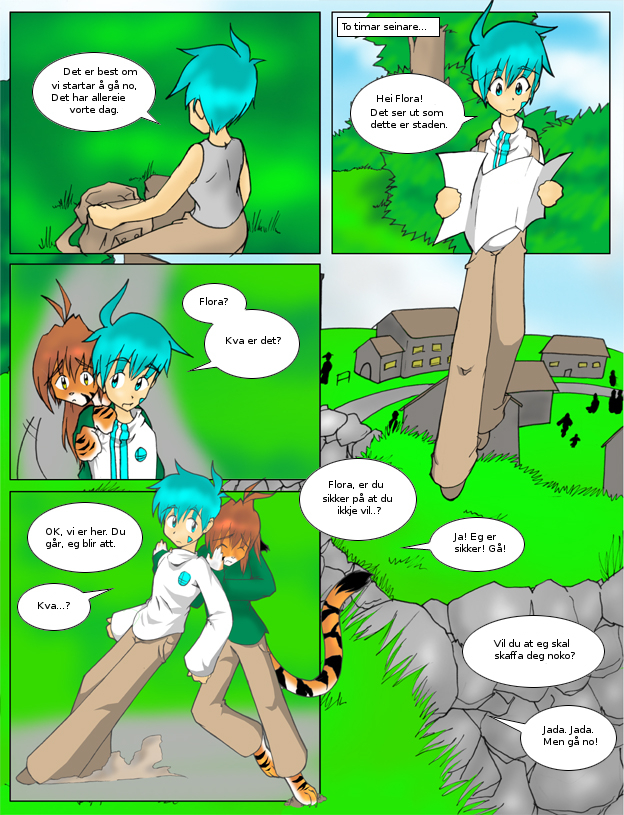 Det er best om
vi startar å gå no,
Det har allereie
vorte dag.
To timar seinare...
Hei Flora!
Det ser ut som
dette er staden.
Flora?
Kva er det?
OK, vi er her. Du
går, eg blir att.
Kva...?
Flora, er du
sikker på at du
ikkje vil..?
Ja! Eg er
sikker! Gå!
Vil du at eg skal
skaffa deg noko?
Jada. Jada.
Men gå no!